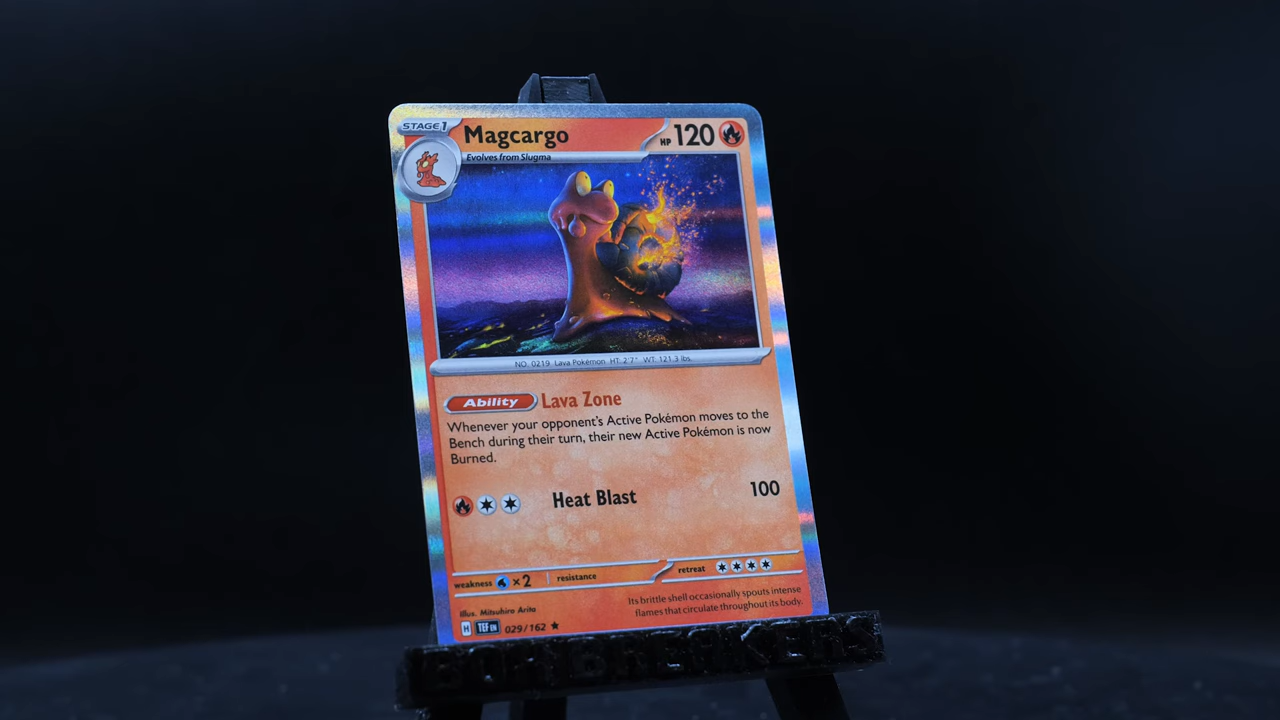 STAGE 1 Magcargo HP 120
Evolves from Slugma
NO. 0219 Lava Pokémon HT: 2'7" WT: 121.3 lbs.
Ability Lava Zone
Whenever your opponent's Active Pokémon moves to the
Bench during their turn, their new Active Pokémon is now
Burned.
Heat Blast 100
weakness ×2 resistance retreat
Its brittle shell occasionally spouts intense
flames that circulate throughout its body.
Illus. Mitsuhiro Arita
H TEF EN 029/162 ★
BOX BREAKERS